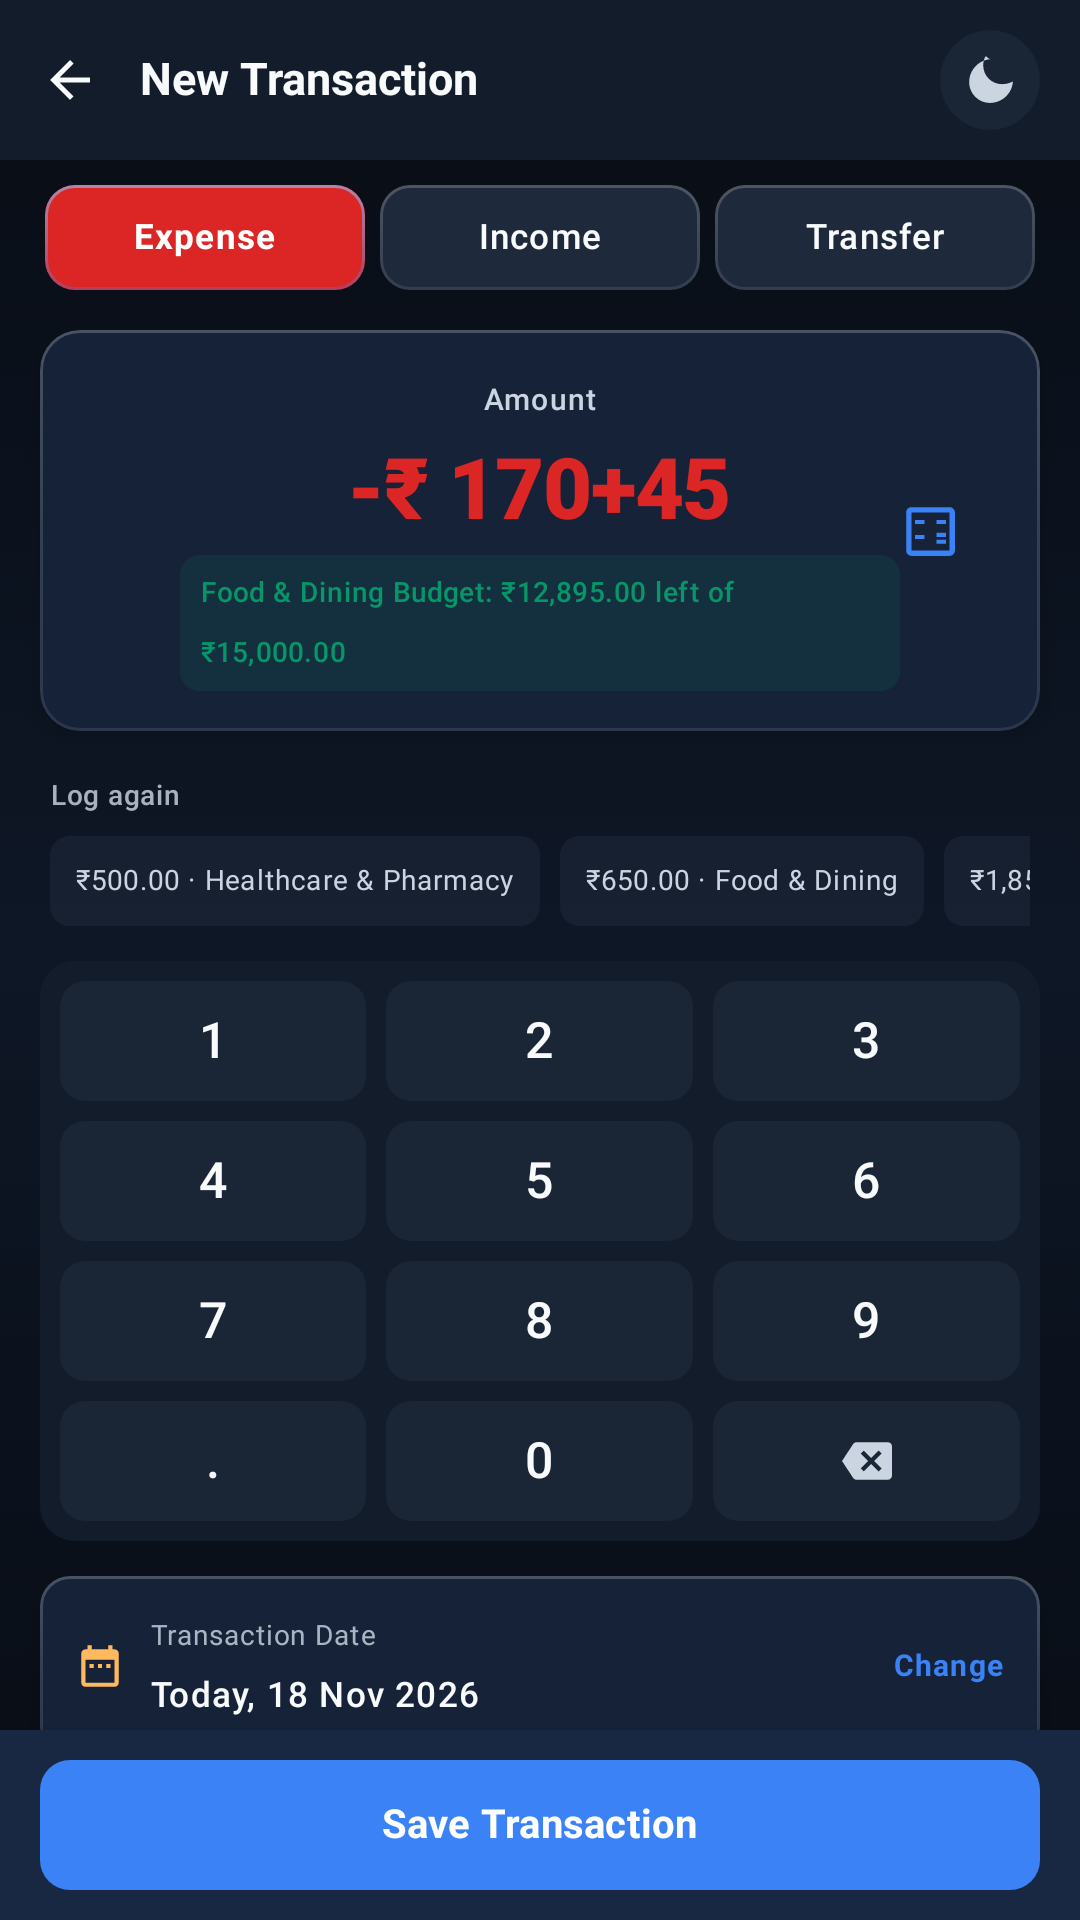 New Transaction
Expense
Income
Transfer
Amount
-₹ 170+45
Food & Dining Budget: ₹12,895.00 left of
₹15,000.00
Log again
₹500.00 · Healthcare & Pharmacy
₹650.00 · Food & Dining
₹1,85
1
2
3
4
5
6
7
8
9
.
0
Transaction Date
Today, 18 Nov 2026
Change
Save Transaction